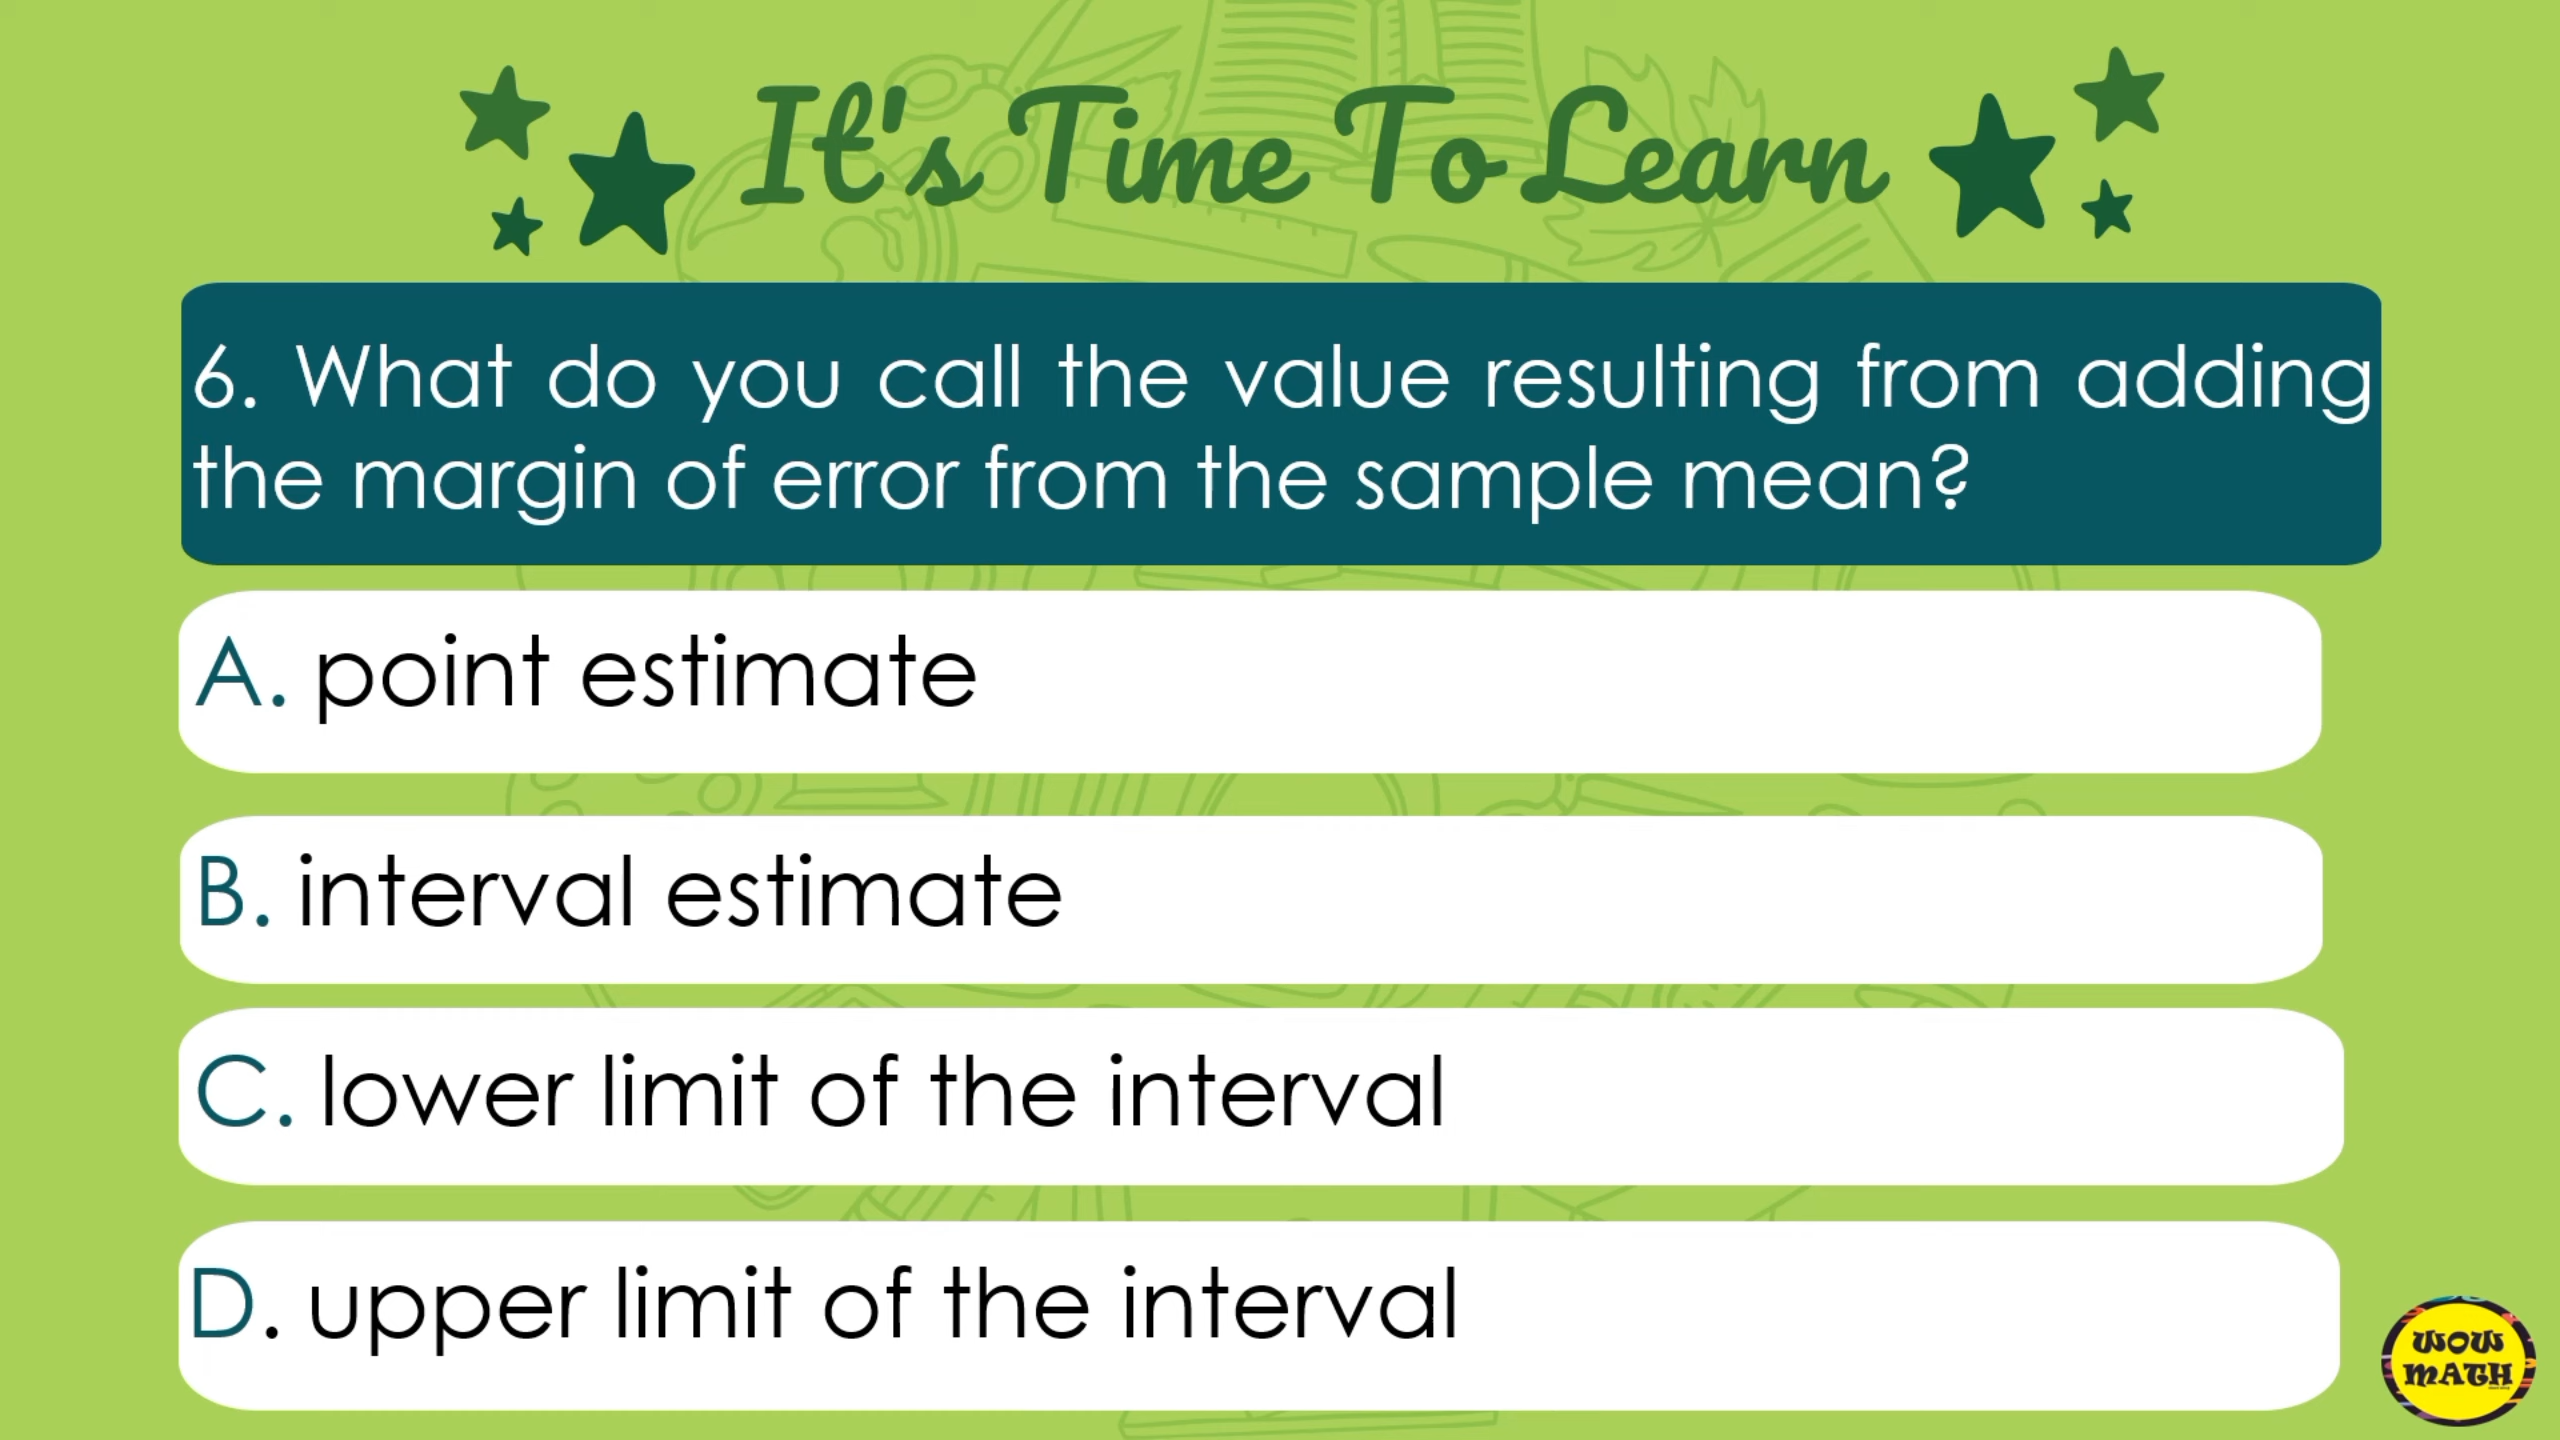 It's Time To Learn
6. What do you call the value resulting from adding
the margin of error from the sample mean?
A. point estimate
B. interval estimate
C. lower limit of the interval
D. upper limit of the interval
WOW
MATH